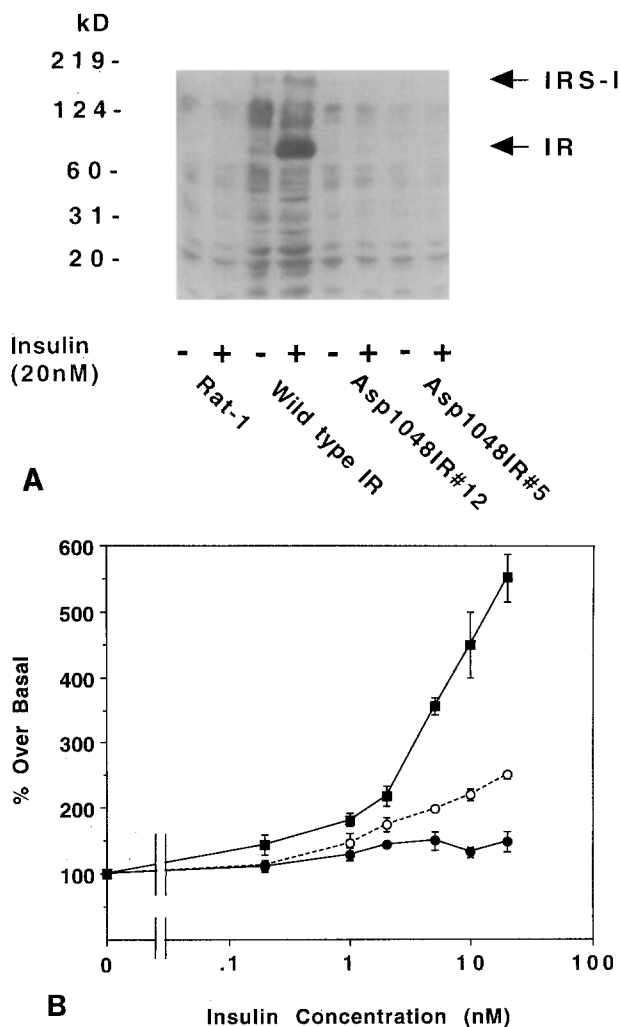 kD
219-
124-
60-
31-
20-
IRS-I
IR
Insulin
(20nM)
- + - + - + - +
Rat-1
Wild type IR
Asp1048IR#12
Asp1048IR#5
A
600
500
400
300
200
100
% Over Basal
0 .1 1 10 100
B
Insulin Concentration (nM)